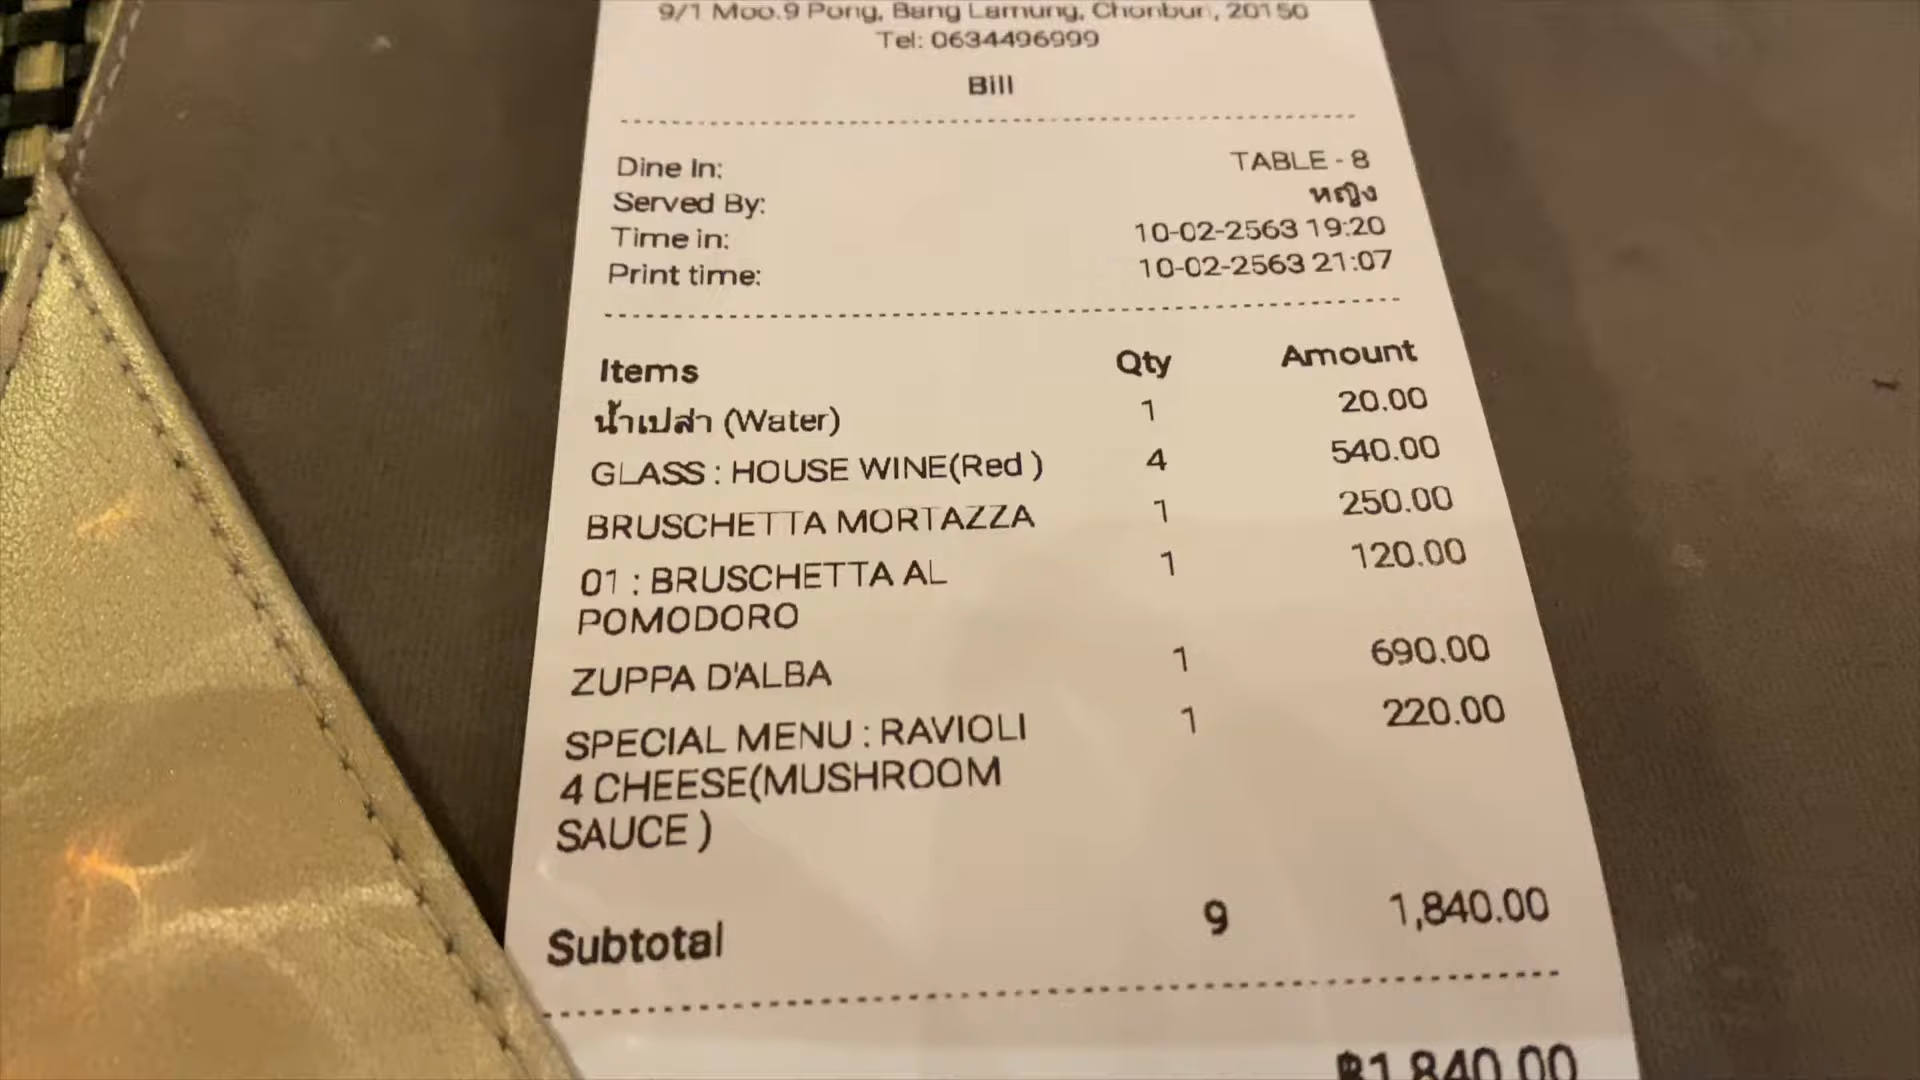 9/1 Moo.9 Pong, Bang Lamung, Chonburi, 20150
Tel: 0634496999
Bill
Dine In: TABLE - 8
Served By: หญิง
Time in: 10-02-2563 19:20
Print time: 10-02-2563 21:07
Items Qty Amount
น้ำเปล่า (Water) 1 20.00
GLASS : HOUSE WINE(Red ) 4 540.00
BRUSCHETTA MORTAZZA 1 250.00
01 : BRUSCHETTA AL 1 120.00
POMODORO
ZUPPA D'ALBA 1 690.00
SPECIAL MENU : RAVIOLI 1 220.00
4 CHEESE(MUSHROOM
SAUCE )
Subtotal 9 1,840.00
฿1,840.00